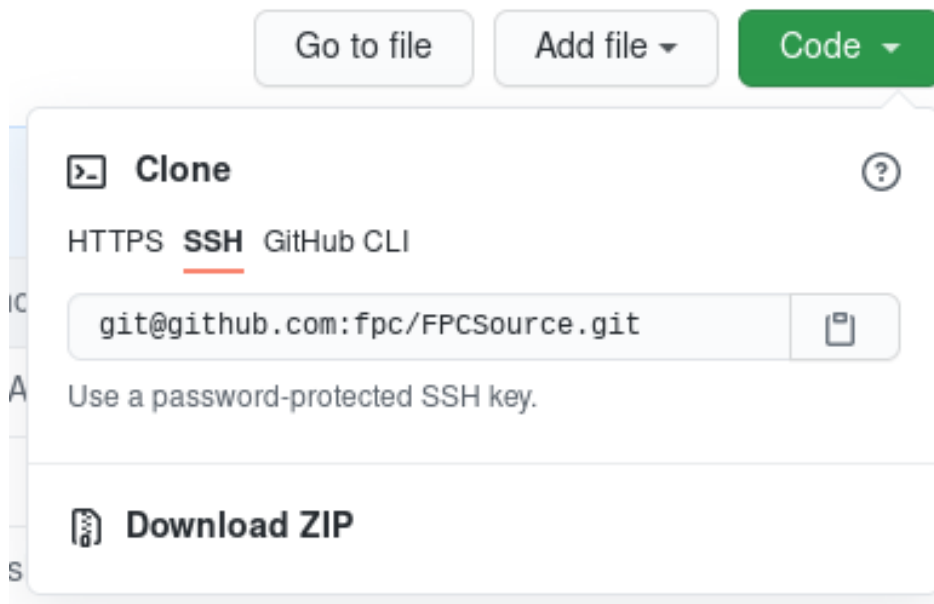 Go to file Add file Code
Clone
HTTPS SSH GitHub CLI
git@github.com:fpc/FPCSource.git
Use a password-protected SSH key.
Download ZIP